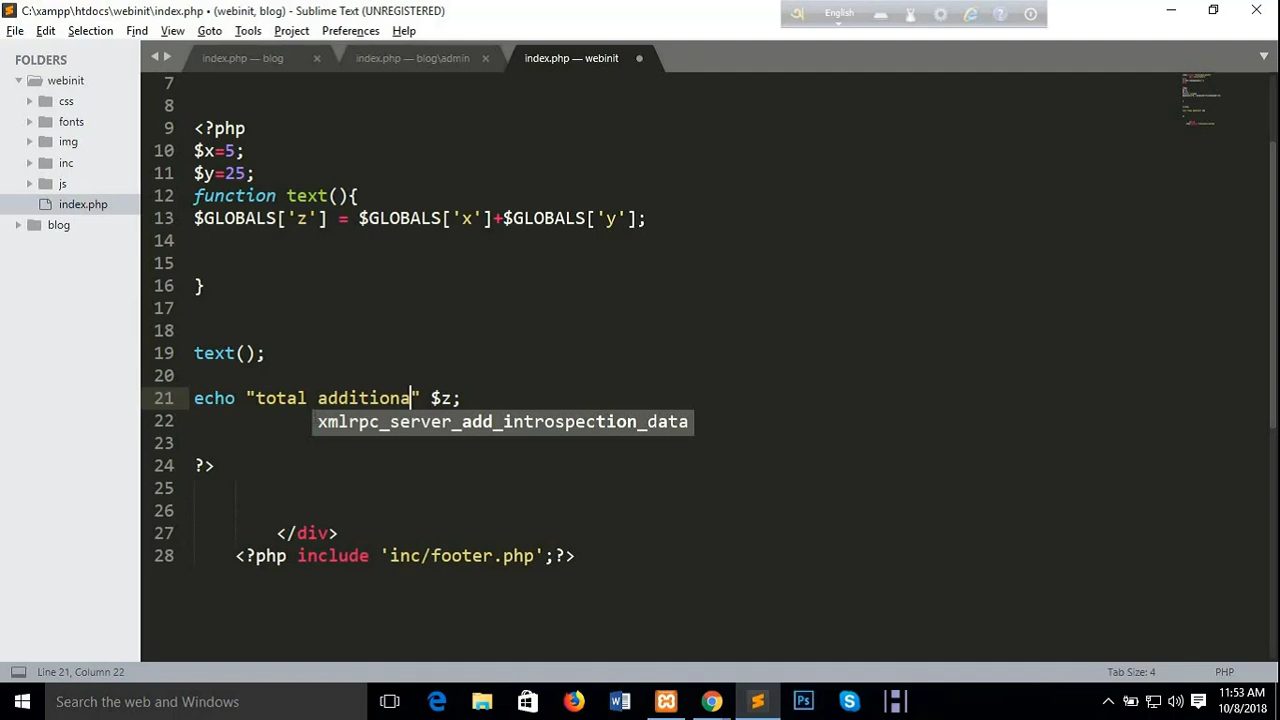 C:\xampp\htdocs\webinit\index.php • (webinit, blog) - Sublime Text (UNREGISTERED)
English
File Edit Selection Find View Goto Tools Project Preferences Help
FOLDERS
webinit
css
fonts
img
inc
js
index.php
blog
index.php — blog index.php — blog\admin index.php — webinit
7
8
9 <?php
10 $x=5;
11 $y=25;
12 function text(){
13 $GLOBALS['z'] = $GLOBALS['x']+$GLOBALS['y'];
14
15
16 }
17
18
19 text();
20
21 echo "total additiona" $z;
xmlrpc_server_add_introspection_data
22
23
24 ?>
25
26
27 </div>
28 <?php include 'inc/footer.php';?>
Line 21, Column 22 Tab Size: 4 PHP
Search the web and Windows
11:53 AM
10/8/2018